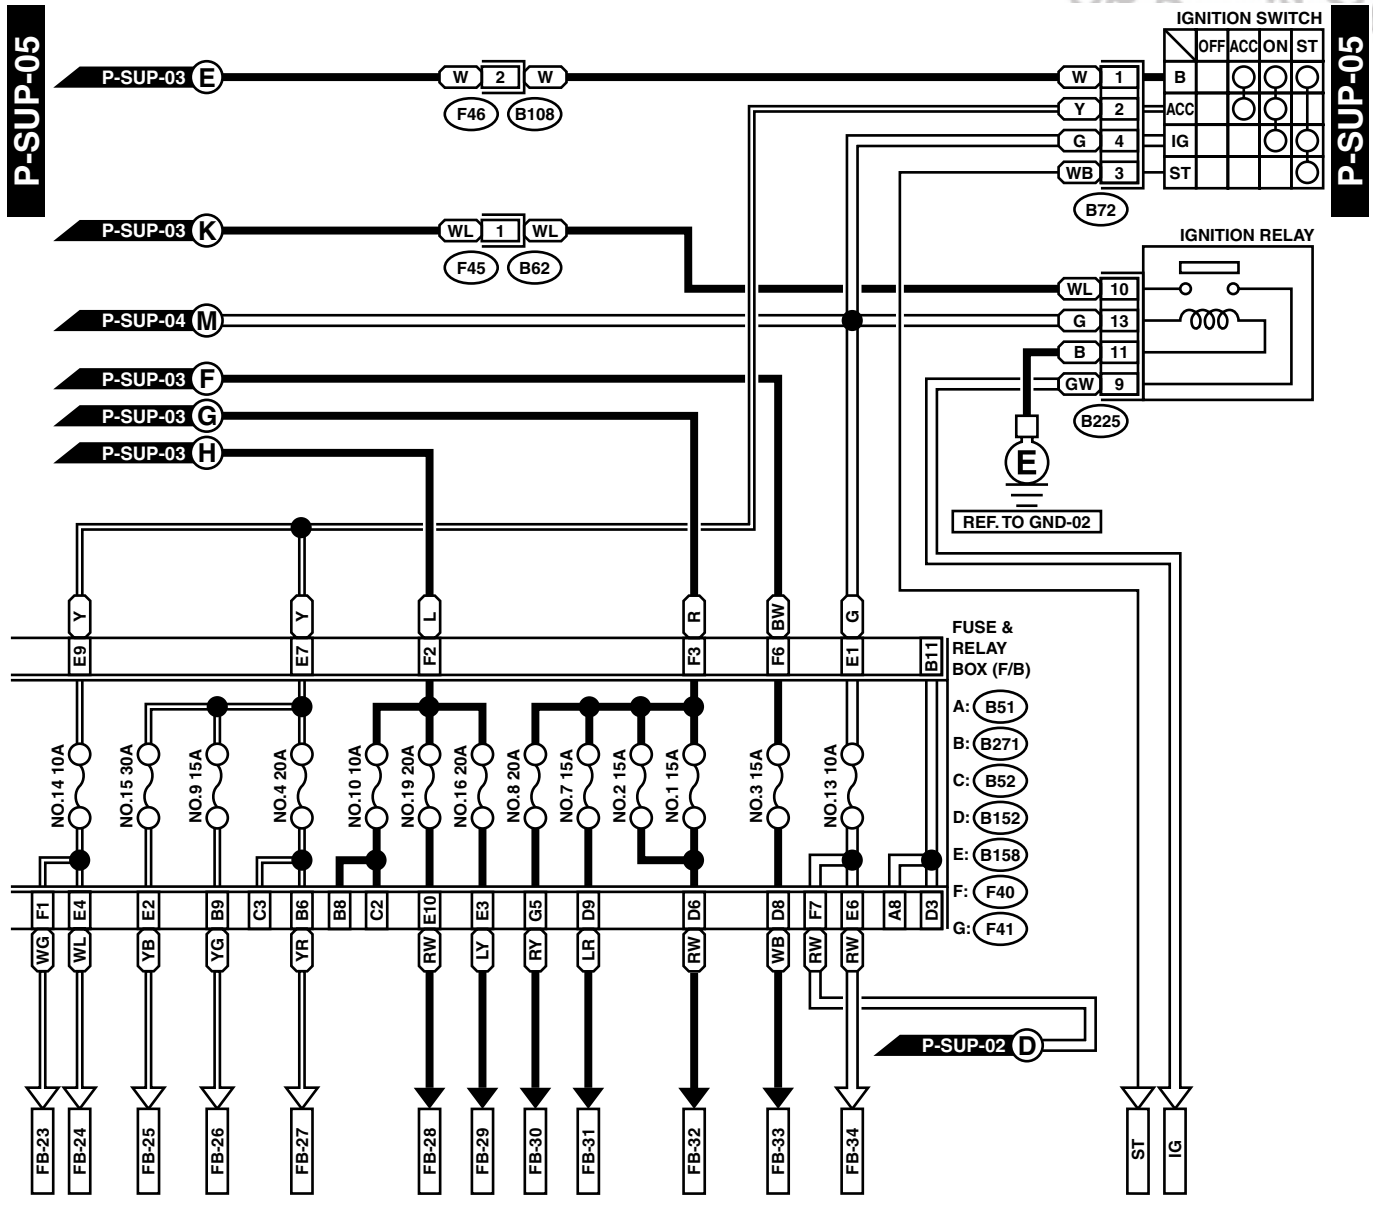 P-SUP-05
P-SUP-05
IGNITION SWITCH
OFF ACC ON ST
P-SUP-03 E W 2 W W 1 B
F46 B108
Y 2 ACC
G 4 IG
WB 3 ST
B72
P-SUP-03 K WL 1 WL
F45 B62
IGNITION RELAY
WL 10
P-SUP-04 M G 13
B 11
P-SUP-03 F GW 9
P-SUP-03 G B225
P-SUP-03 H
E
REF. TO GND-02
Y Y L R BW G
E9 E7 F2 F3 F6 E1 B11
FUSE &
RELAY
BOX (F/B)
A: B51
B: B271
C: B52
D: B152
E: B158
F: F40
G: F41
NO.14 10A
NO.15 30A
NO.9 15A
NO.4 20A
NO.10 10A
NO.19 20A
NO.16 20A
NO.8 20A
NO.7 15A
NO.2 15A
NO.1 15A
NO.3 15A
NO.13 10A
F1 E4 E2 B9 C3 B6 B8 C2 E10 E3 G5 D9 D6 D8 F7 E6 A8 D3
WG WL YB YG YR RW LY RY LR RW WB RW RW
P-SUP-02 D
FB-23 FB-24 FB-25 FB-26 FB-27 FB-28 FB-29 FB-30 FB-31 FB-32 FB-33 FB-34 ST IG